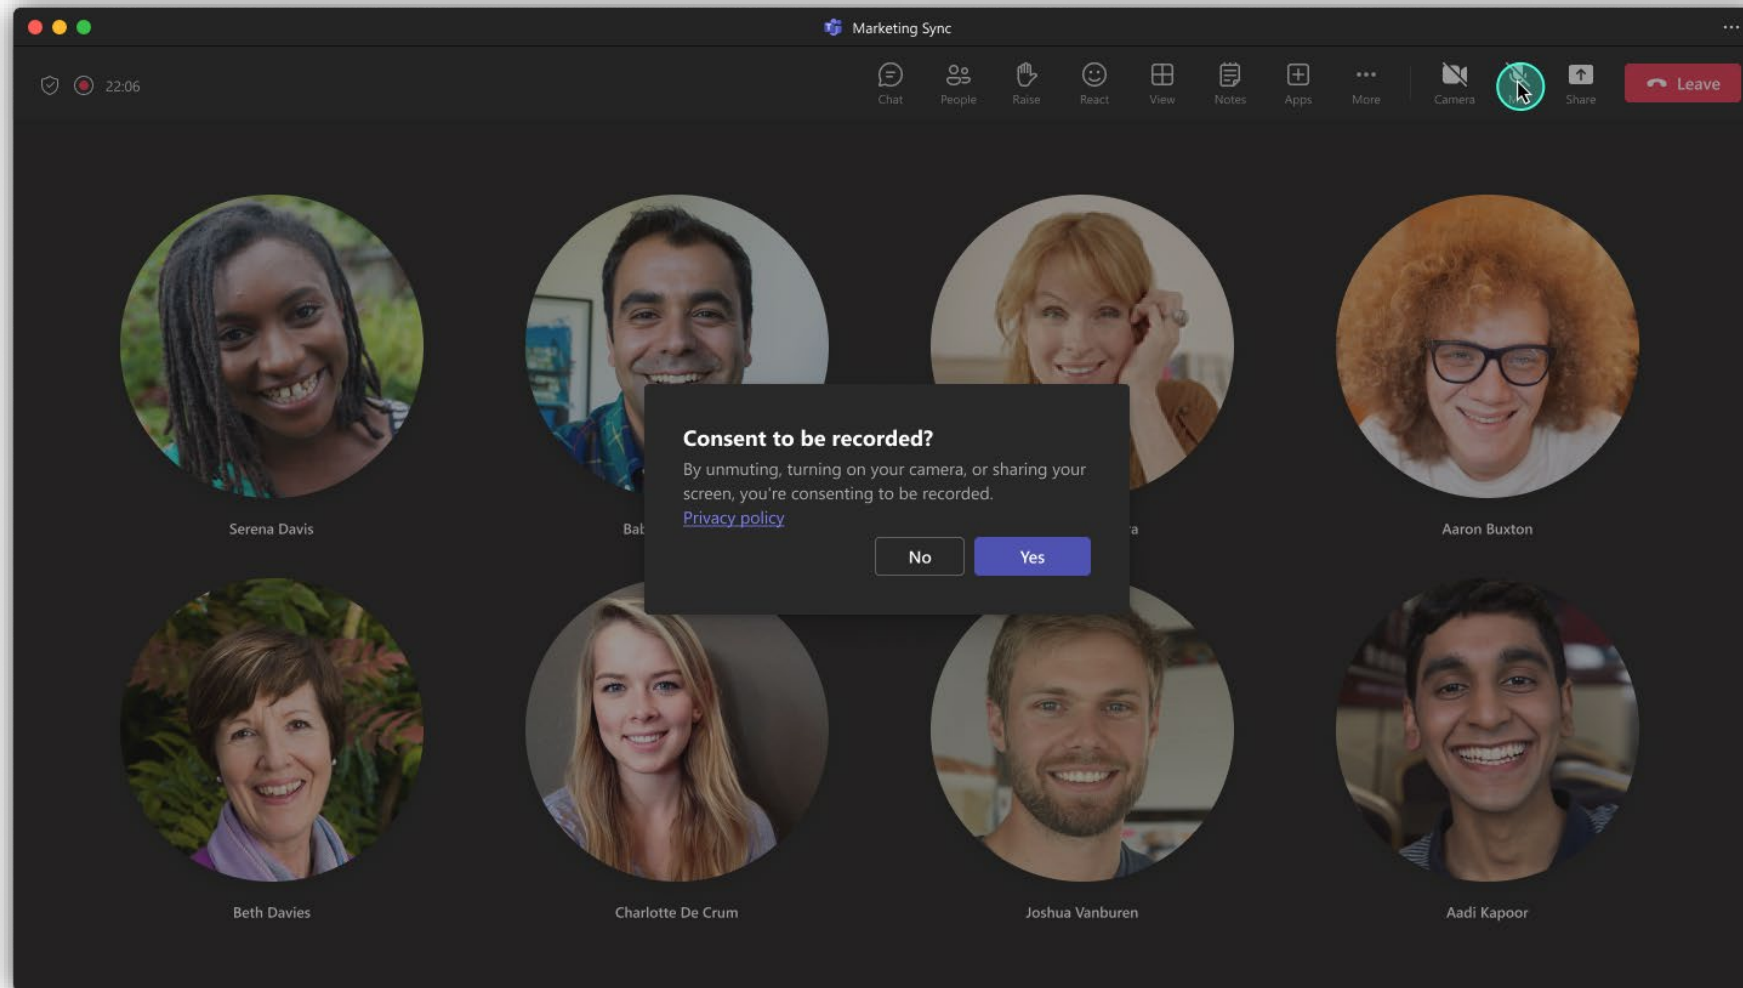 Marketing Sync
22:06
Chat
People
Raise
React
View
Notes
Apps
More
Camera
Share
Leave
Consent to be recorded?
By unmuting, turning on your camera, or sharing your
screen, you're consenting to be recorded.
Privacy policy
No
Yes
Serena Davis
Aaron Buxton
Beth Davies
Charlotte De Crum
Joshua Vanburen
Aadi Kapoor